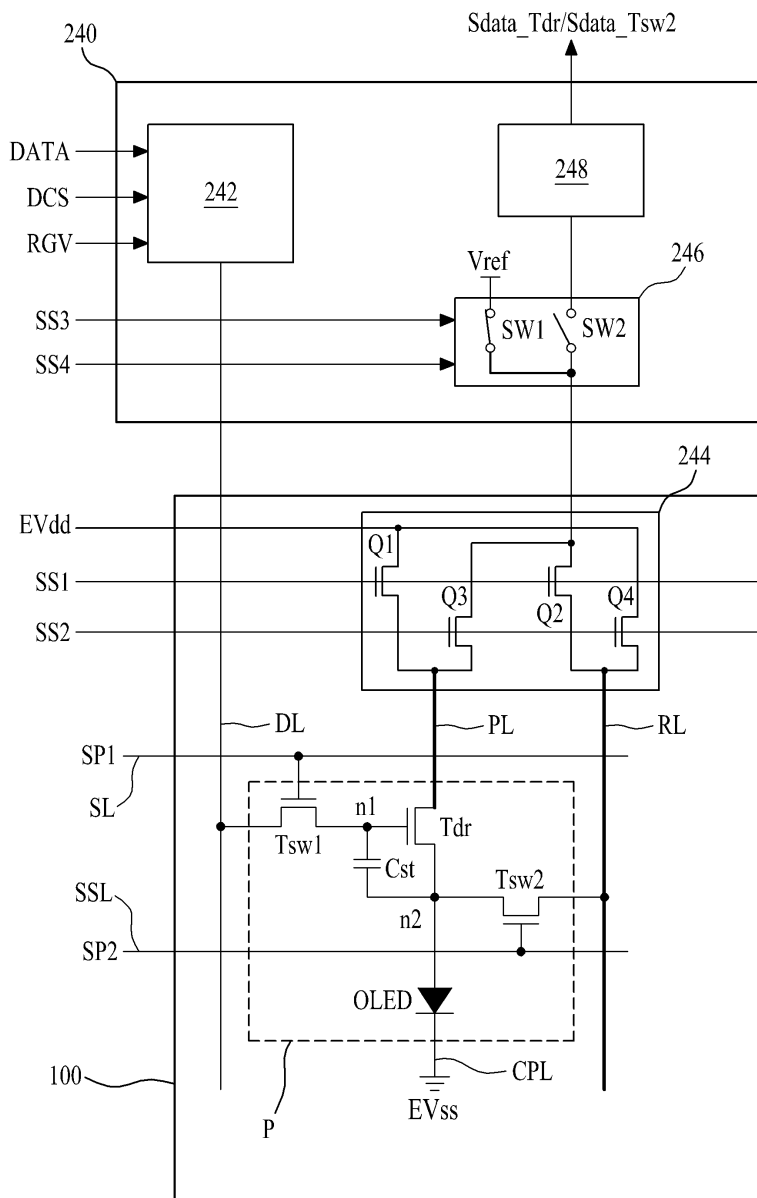 Sdata_Tdr/Sdata_Tsw2
240
DATA
DCS
RGV
242
248
Vref
246
SS3
SS4
SW1
SW2
244
EVdd
Q1
SS1
Q3
Q2
Q4
SS2
DL
PL
RL
SP1
SL
n1
Tdr
Tsw1
Cst
Tsw2
SSL
n2
SP2
OLED
100
CPL
EVss
P